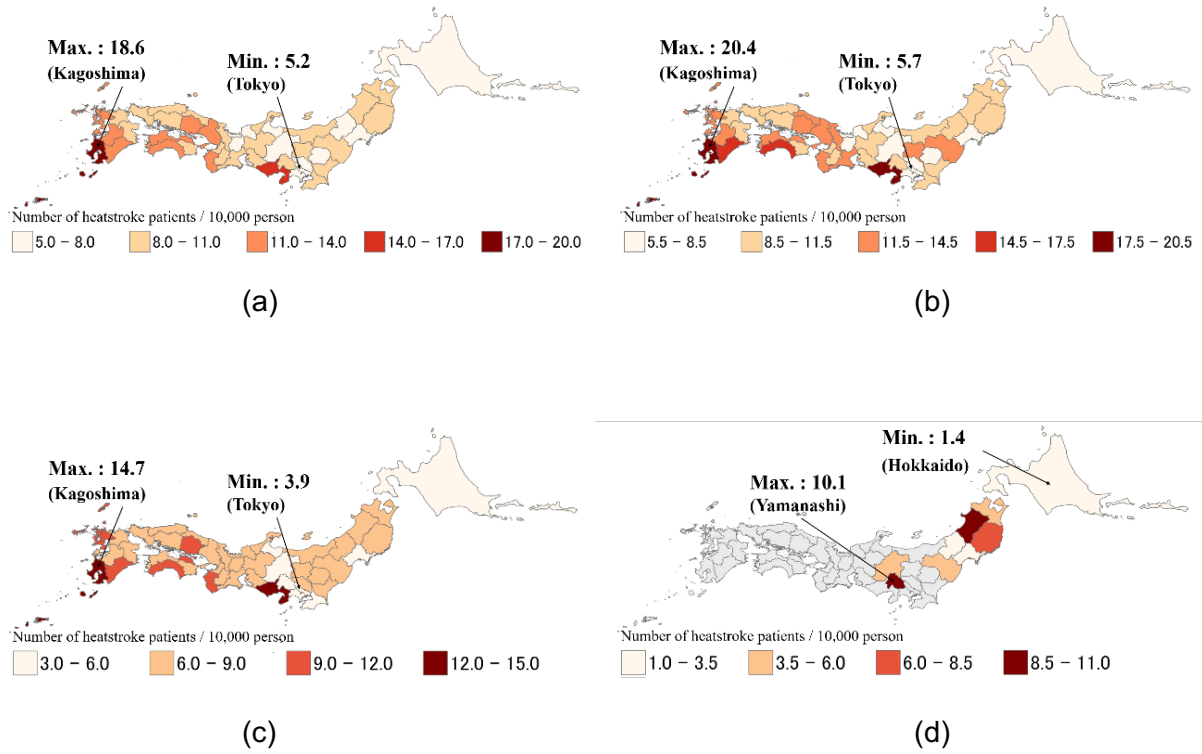 Max. : 18.6
(Kagoshima)
Min. : 5.2
(Tokyo)
Number of heatstroke patients / 10,000 person
5.0 – 8.0 8.0 – 11.0 11.0 – 14.0 14.0 – 17.0 17.0 – 20.0
(a)
Max. : 20.4
(Kagoshima)
Min. : 5.7
(Tokyo)
Number of heatstroke patients / 10,000 person
5.5 – 8.5 8.5 – 11.5 11.5 – 14.5 14.5 – 17.5 17.5 – 20.5
(b)
Max. : 14.7
(Kagoshima)
Min. : 3.9
(Tokyo)
Number of heatstroke patients / 10,000 person
3.0 – 6.0 6.0 – 9.0 9.0 – 12.0 12.0 – 15.0
(c)
Min. : 1.4
(Hokkaido)
Max. : 10.1
(Yamanashi)
Number of heatstroke patients / 10,000 person
1.0 – 3.5 3.5 – 6.0 6.0 – 8.5 8.5 – 11.0
(d)